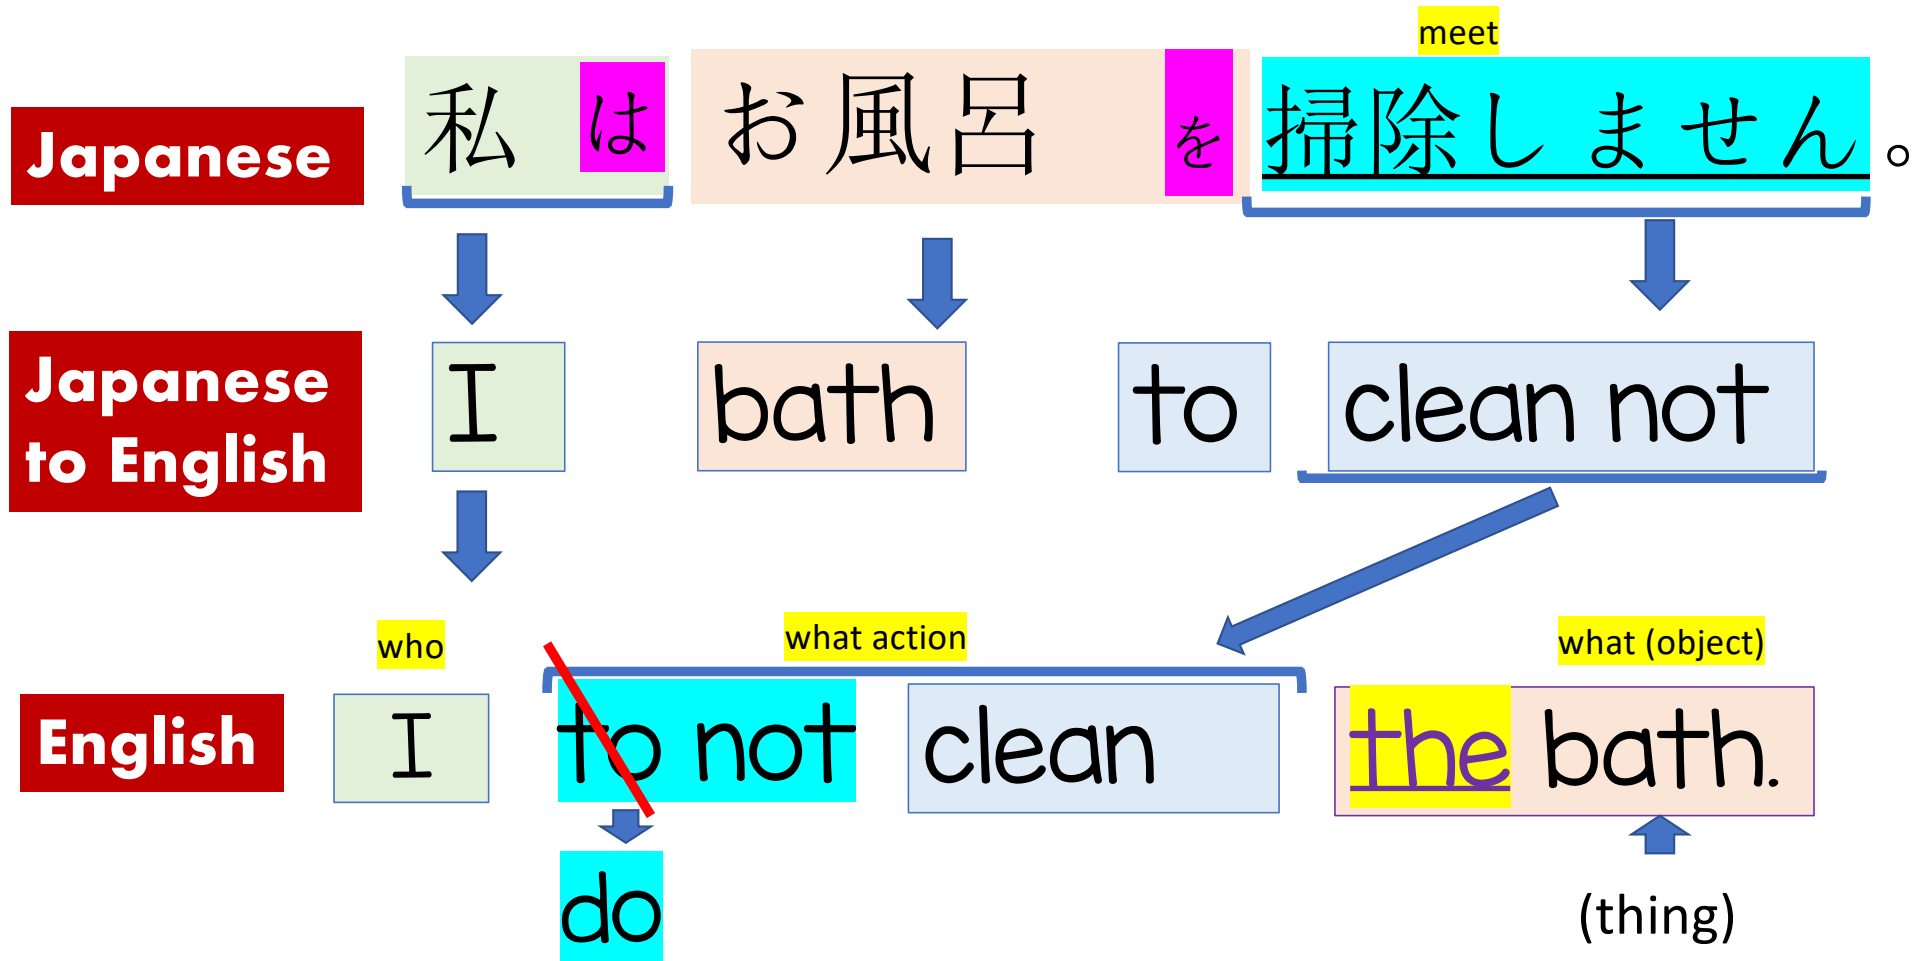 meet
Japanese 私 は お風呂 を 掃除しません。
Japanese to English I bath to clean not
who what action what (object)
English I to not clean the bath.
do
(thing)